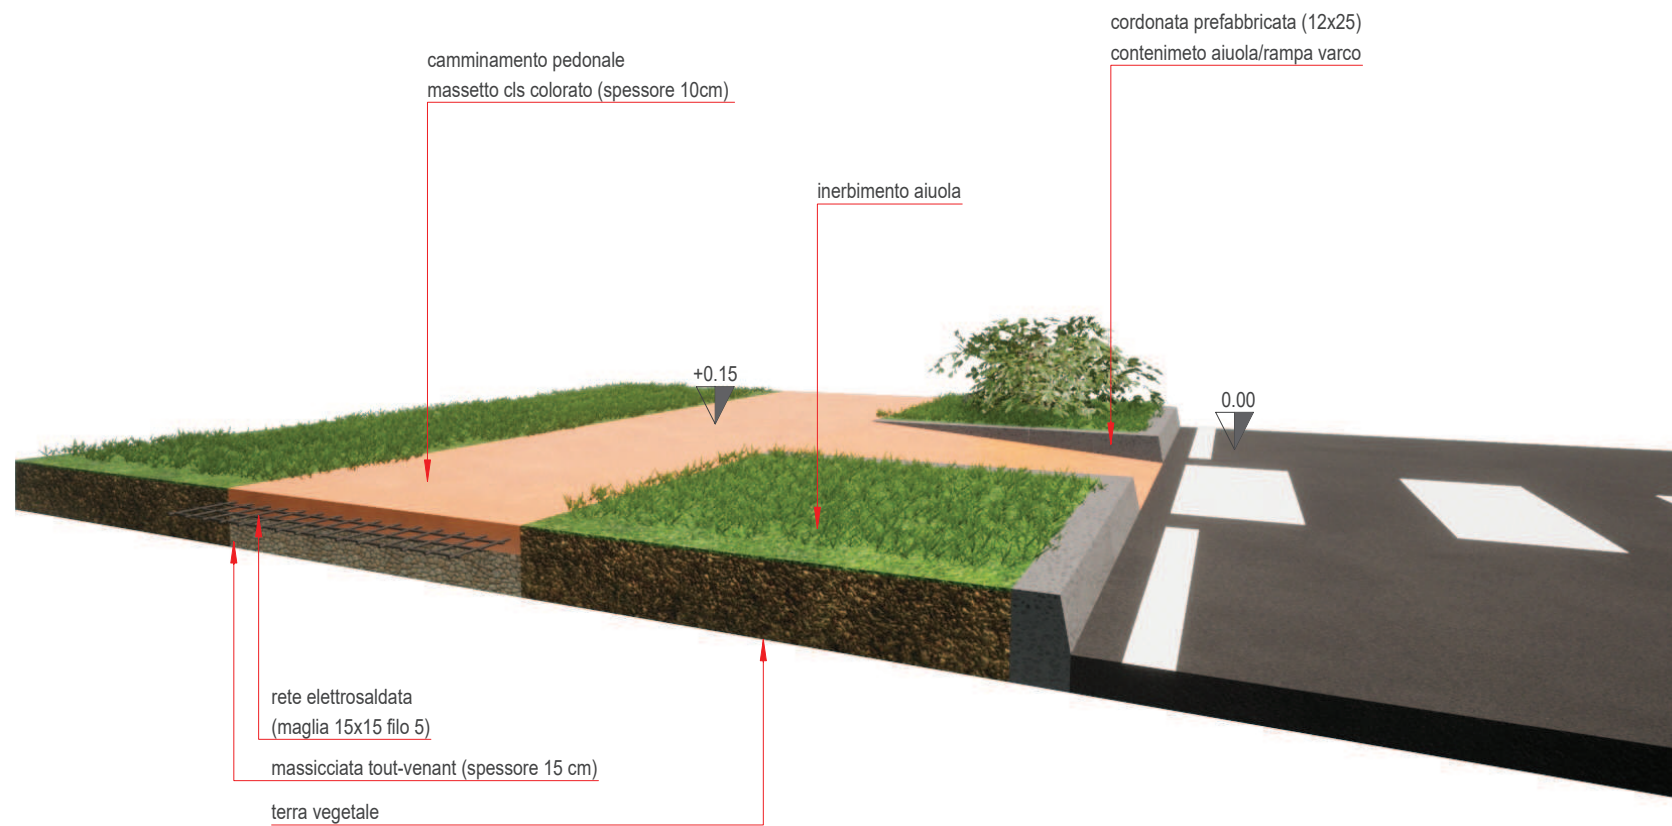 cordonata prefabbricata (12x25)
contenimeto aiuola/rampa varco
camminamento pedonale
massetto cls colorato (spessore 10cm)
inerbimento aiuola
+0.15
0.00
rete elettrosaldata
(maglia 15x15 filo 5)
massicciata tout-venant (spessore 15 cm)
terra vegetale